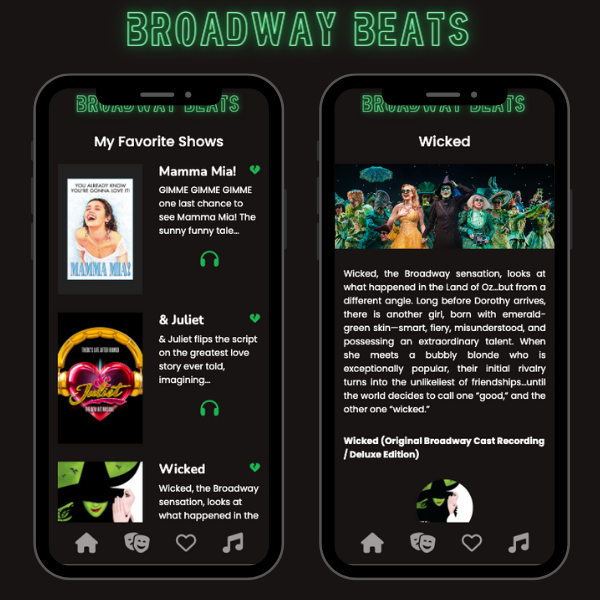 BROADWAY BEATS
BROADWAY BEATS
My Favorite Shows
YOU ALREADY KNOW
YOU'RE GONNA LOVE IT!
MAMMA MIA!
Mamma Mia!
GIMME GIMME GIMME
one last chance to
see Mamma Mia! The
sunny funny tale...
THERE'S LIFE AFTER ROMEO
& Juliet
THE NEW HIT MUSICAL
& Juliet
& Juliet flips the script
on the greatest love
story ever told,
imagining...
Wicked
Wicked, the Broadway
sensation, looks at
what happened in the
BROADWAY BEATS
Wicked
Wicked, the Broadway sensation, looks at
what happened in the Land of Oz...but from a
different angle. Long before Dorothy arrives,
there is another girl, born with emerald-
green skin—smart, fiery, misunderstood, and
possessing an extraordinary talent. When
she meets a bubbly blonde who is
exceptionally popular, their initial rivalry
turns into the unlikeliest of friendships...until
the world decides to call one "good," and the
other one "wicked."
Wicked (Original Broadway Cast Recording
/ Deluxe Edition)